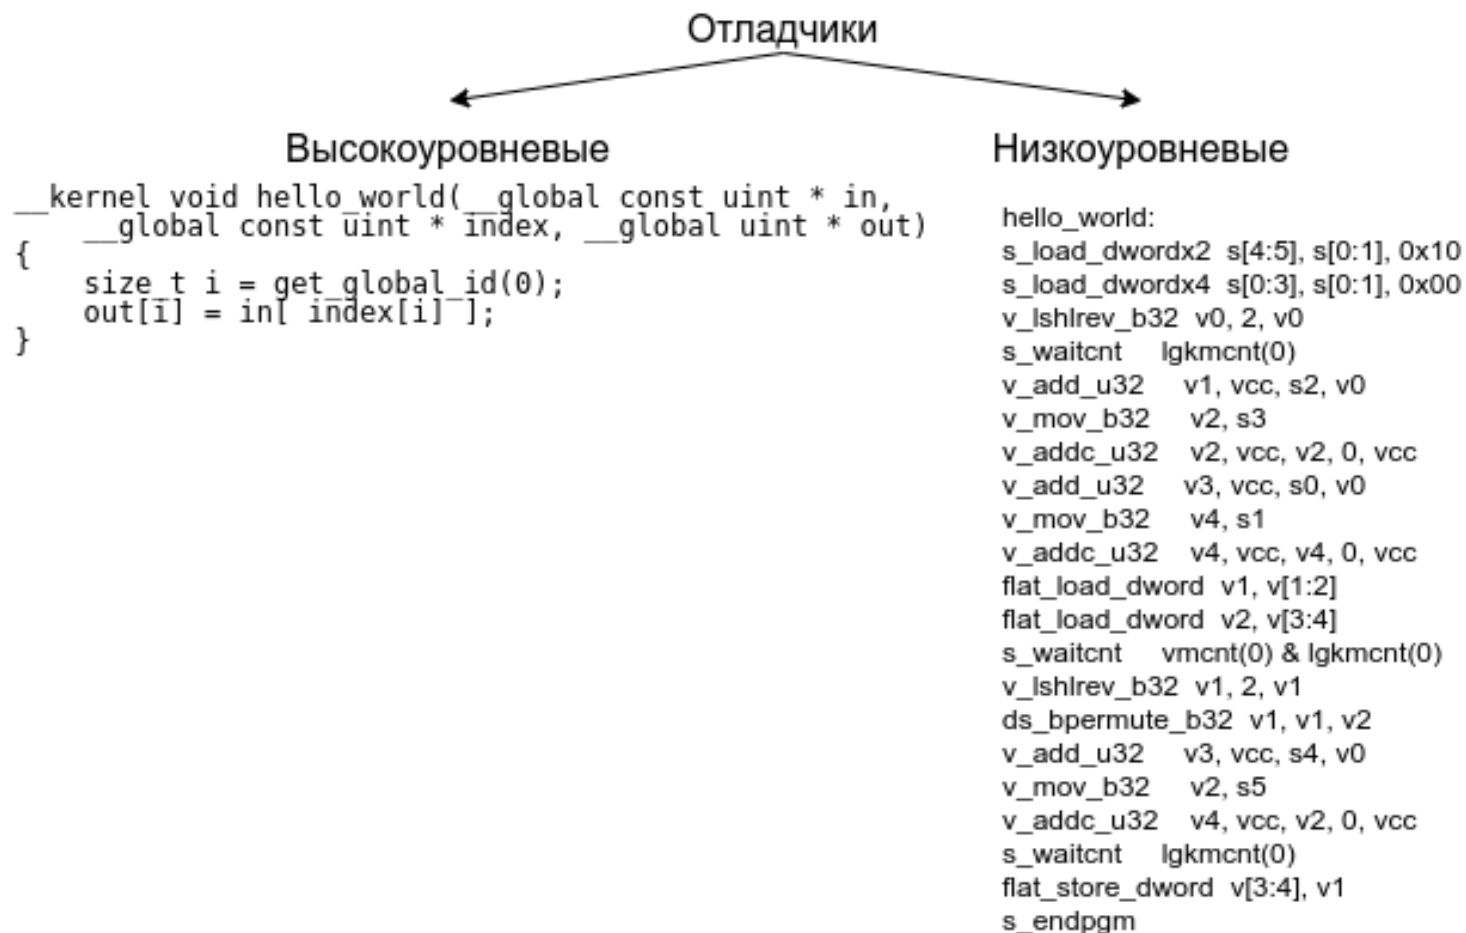 Отладчики
Высокоуровневые
__kernel void hello_world(__global const uint * in,
    __global const uint * index, __global uint * out)
{
    size_t i = get_global_id(0);
    out[i] = in[ index[i] ];
}
Низкоуровневые
hello_world:
s_load_dwordx2 s[4:5], s[0:1], 0x10
s_load_dwordx4 s[0:3], s[0:1], 0x00
v_lshlrev_b32 v0, 2, v0
s_waitcnt lgkmcnt(0)
v_add_u32 v1, vcc, s2, v0
v_mov_b32 v2, s3
v_addc_u32 v2, vcc, v2, 0, vcc
v_add_u32 v3, vcc, s0, v0
v_mov_b32 v4, s1
v_addc_u32 v4, vcc, v4, 0, vcc
flat_load_dword v1, v[1:2]
flat_load_dword v2, v[3:4]
s_waitcnt vmcnt(0) & lgkmcnt(0)
v_lshlrev_b32 v1, 2, v1
ds_bpermute_b32 v1, v1, v2
v_add_u32 v3, vcc, s4, v0
v_mov_b32 v2, s5
v_addc_u32 v4, vcc, v2, 0, vcc
s_waitcnt lgkmcnt(0)
flat_store_dword v[3:4], v1
s_endpgm